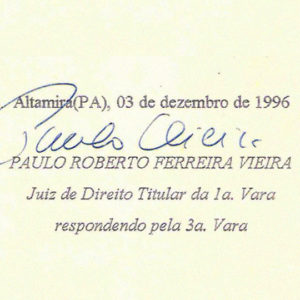 Altamira(PA), 03 de dezembro de 1996
Paulo Vieira
PAULO ROBERTO FERREIRA VIEIRA
Juiz de Direito Titular da 1a. Vara
respondendo pela 3a. Vara